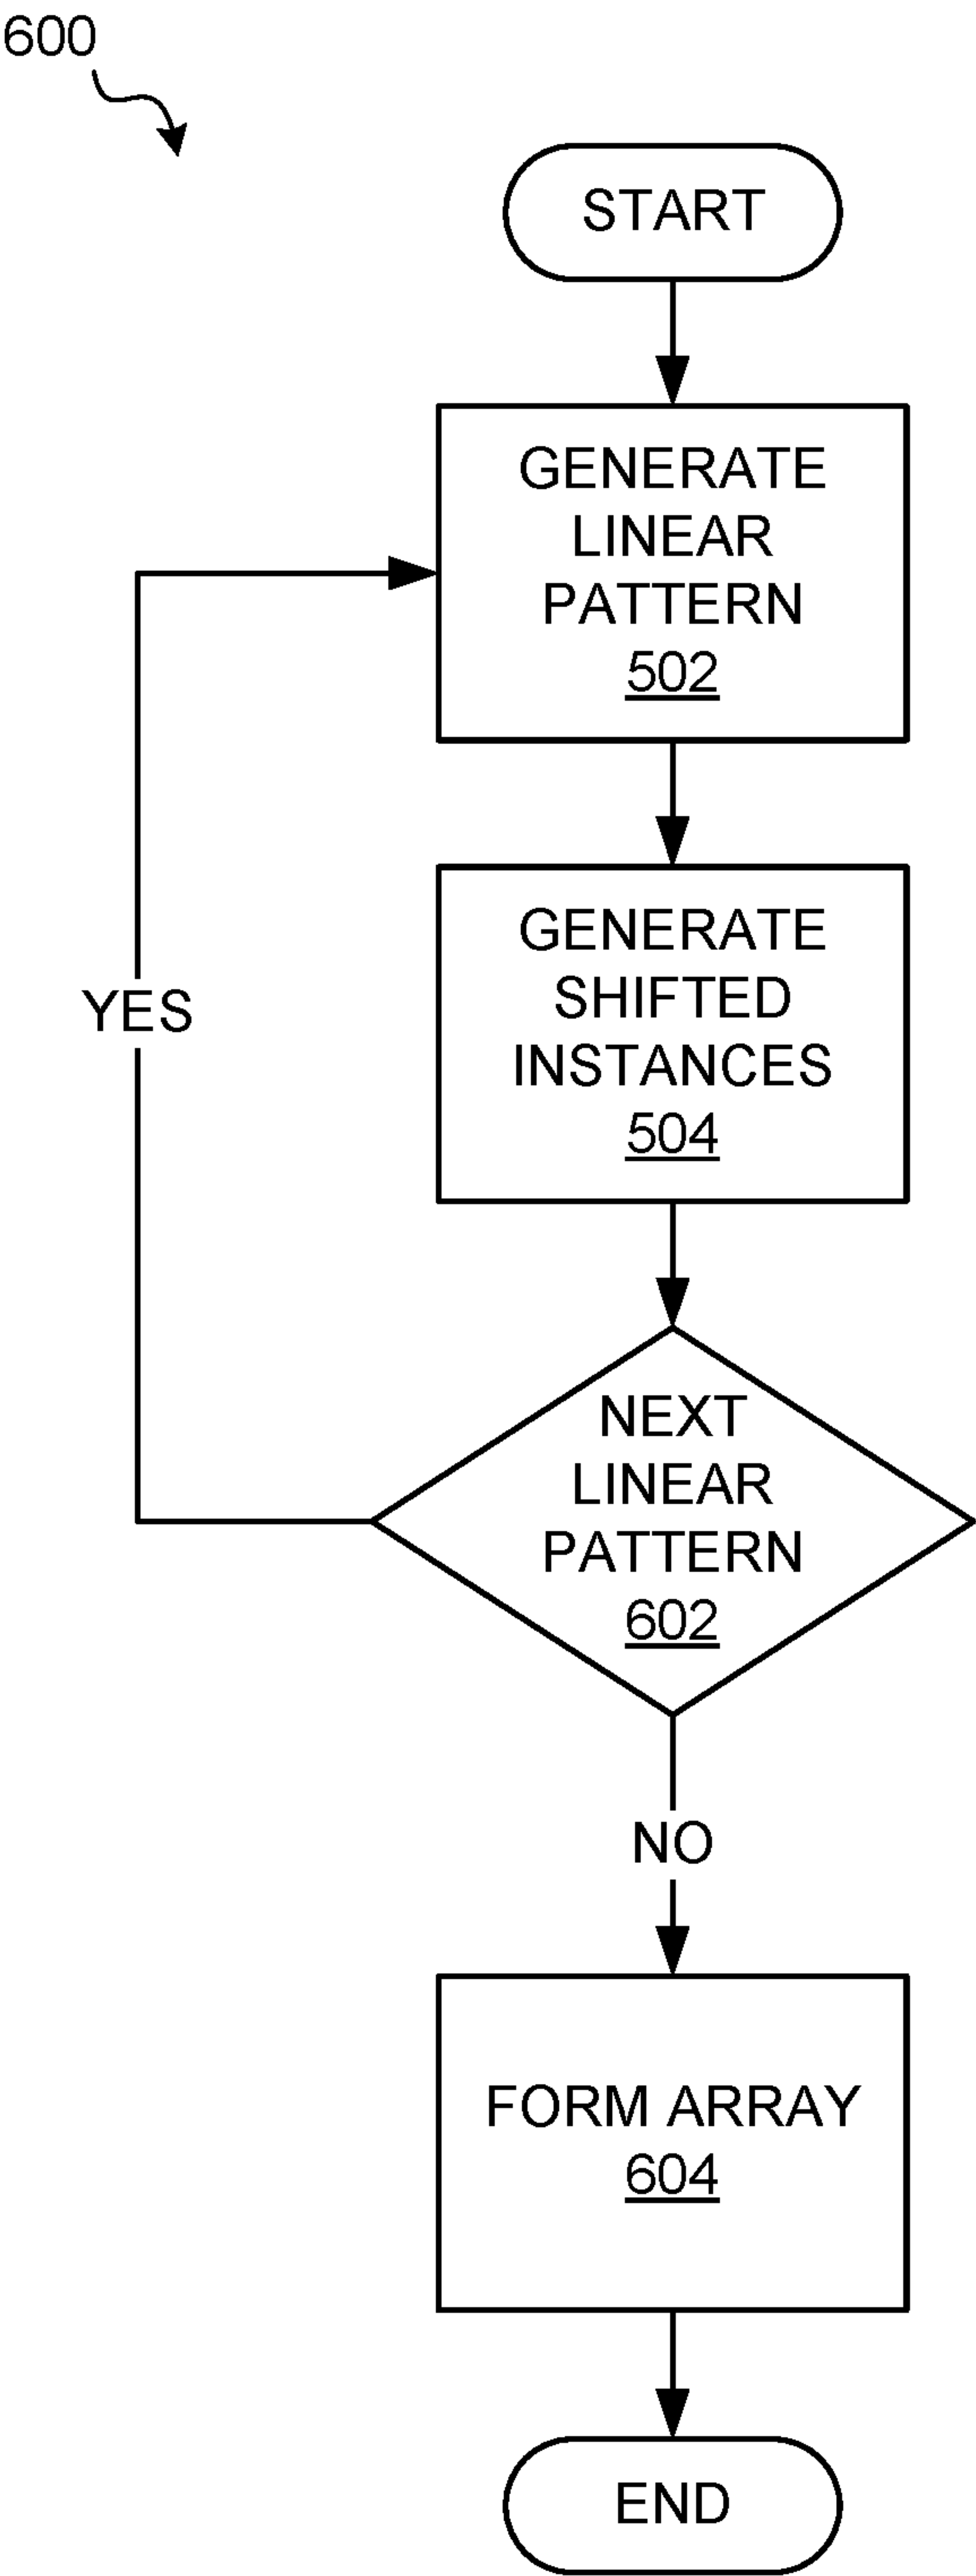 600
START
GENERATE
LINEAR
PATTERN
502
GENERATE
SHIFTED
INSTANCES
504
YES
NEXT
LINEAR
PATTERN
602
NO
FORM ARRAY
604
END